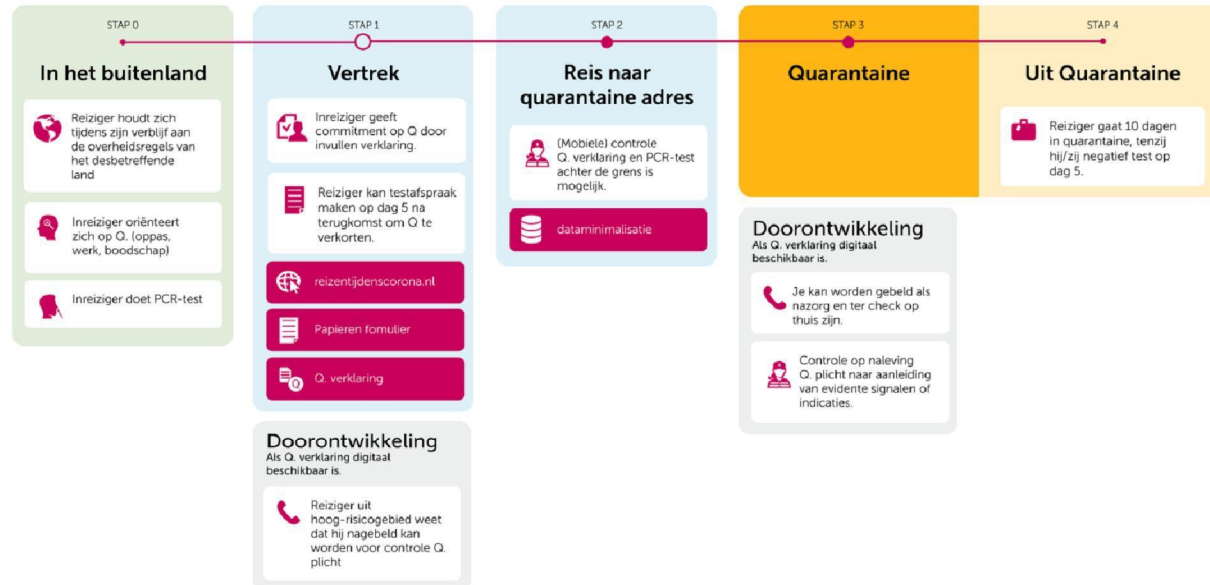 STAP 0
In het buitenland
Reiziger houdt zich
tijdens zijn verblijf aan
de overheidsregels van
het desbetreffende
land
Inreiziger oriënteert
zich op Q. (oppas,
werk, boodschap)
Inreiziger doet PCR-test
STAP 1
Vertrek
Inreiziger geeft
commitment op Q door
invullen verklaring.
Reiziger kan testafspraak
maken op dag 5 na
terugkomst om Q te
verkorten.
reizentijdenscorona.nl
Papieren fomulier
Q. verklaring
Doorontwikkeling
Als Q. verklaring digitaal
beschikbaar is.
Reiziger uit
hoog-risicogebied weet
dat hij nagebeld kan
worden voor controle Q.
plicht
STAP 2
Reis naar
quarantaine adres
(Mobiele) controle
Q. verklaring en PCR-test
achter de grens is
mogelijk.
dataminimalisatie
STAP 3
Quarantaine
Doorontwikkeling
Als Q. verklaring digitaal
beschikbaar is.
Je kan worden gebeld als
nazorg en ter check op
thuis zijn.
Controle op naleving
Q. plicht naar aanleiding
van evidente signalen of
indicaties.
STAP 4
Uit Quarantaine
Reiziger gaat 10 dagen
in quarantaine, tenzij
hij/zij negatief test op
dag 5.